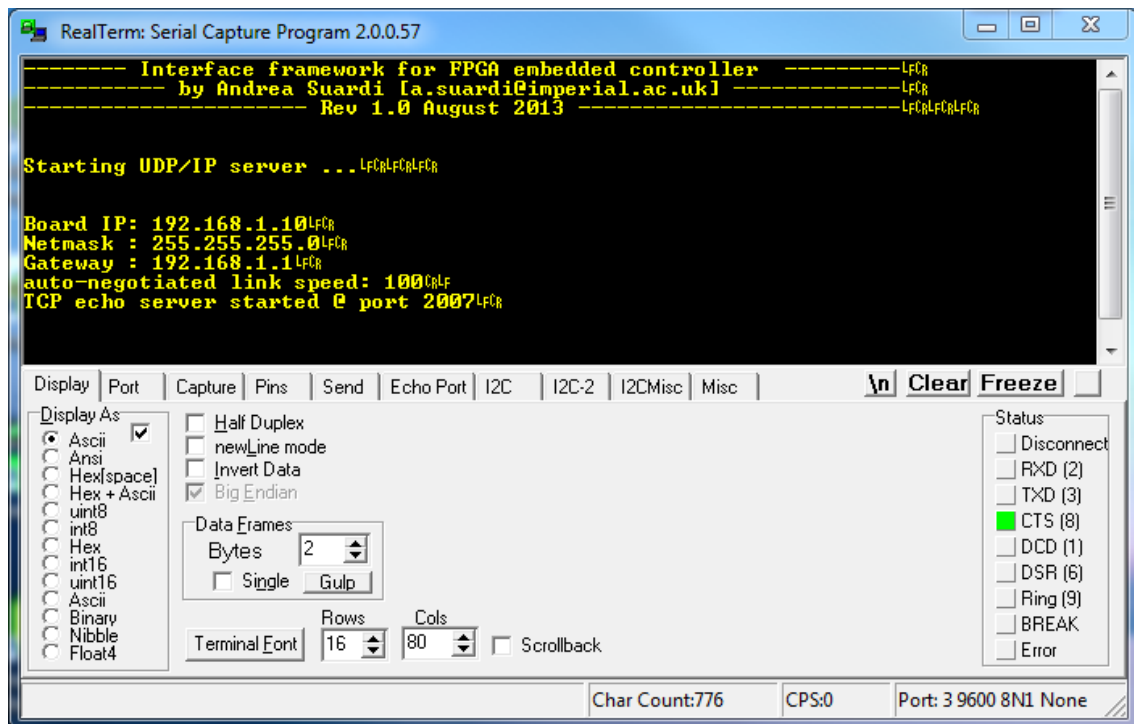 RealTerm: Serial Capture Program 2.0.0.57
-------- Interface framework for FPGA embedded controller --------LFCR
----------- by Andrea Suardi [a.suardi@imperial.ac.uk] -------------LFCR
---------------------- Rev 1.0 August 2013 -------------------------LFCRLFCRLFCR
Starting UDP/IP server ...LFCRLFCRLFCR
Board IP: 192.168.1.10LFCR
Netmask : 255.255.255.0LFCR
Gateway : 192.168.1.1LFCR
auto-negotiated link speed: 100CRLF
TCP echo server started @ port 2007LFCR
Display Port Capture Pins Send Echo Port I2C I2C-2 I2CMisc Misc \n Clear Freeze
Display As
Ascii
Ansi
Hex[space]
Hex + Ascii
uint8
int8
Hex
int16
uint16
Ascii
Binary
Nibble
Float4
Half Duplex
newLine mode
Invert Data
Big Endian
Data Frames
Bytes 2
Single Gulp
Rows Cols
Terminal Font 16 80 Scrollback
Status
Disconnect
RXD (2)
TXD (3)
CTS (8)
DCD (1)
DSR (6)
Ring (9)
BREAK
Error
Char Count:776 CPS:0 Port: 3 9600 8N1 None